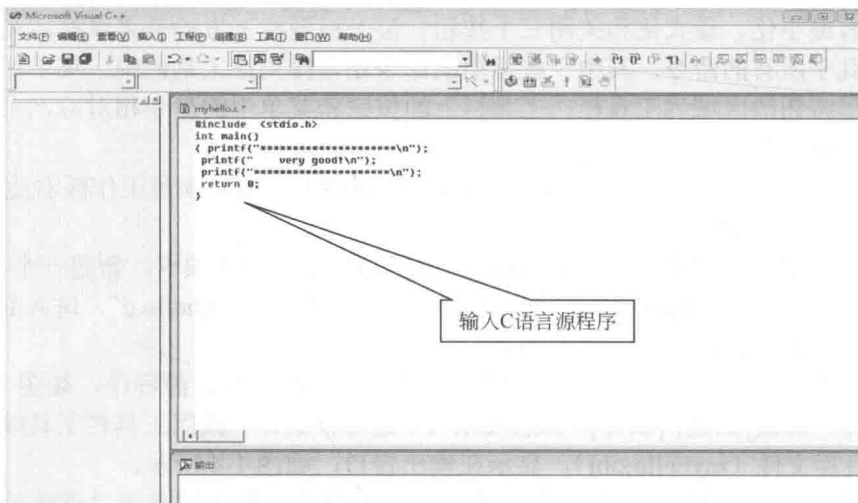 Microsoft Visual C++
文件(F) 编辑(E) 查看(V) 插入(I) 工程(P) 组建(B) 工具(T) 窗口(W) 帮助(H)
myhello.c *
#include <stdio.h>
int main()
{ printf("**********************\n");
printf("    very good!\n");
printf("**********************\n");
return 0;
}
输入C语言源程序
输出